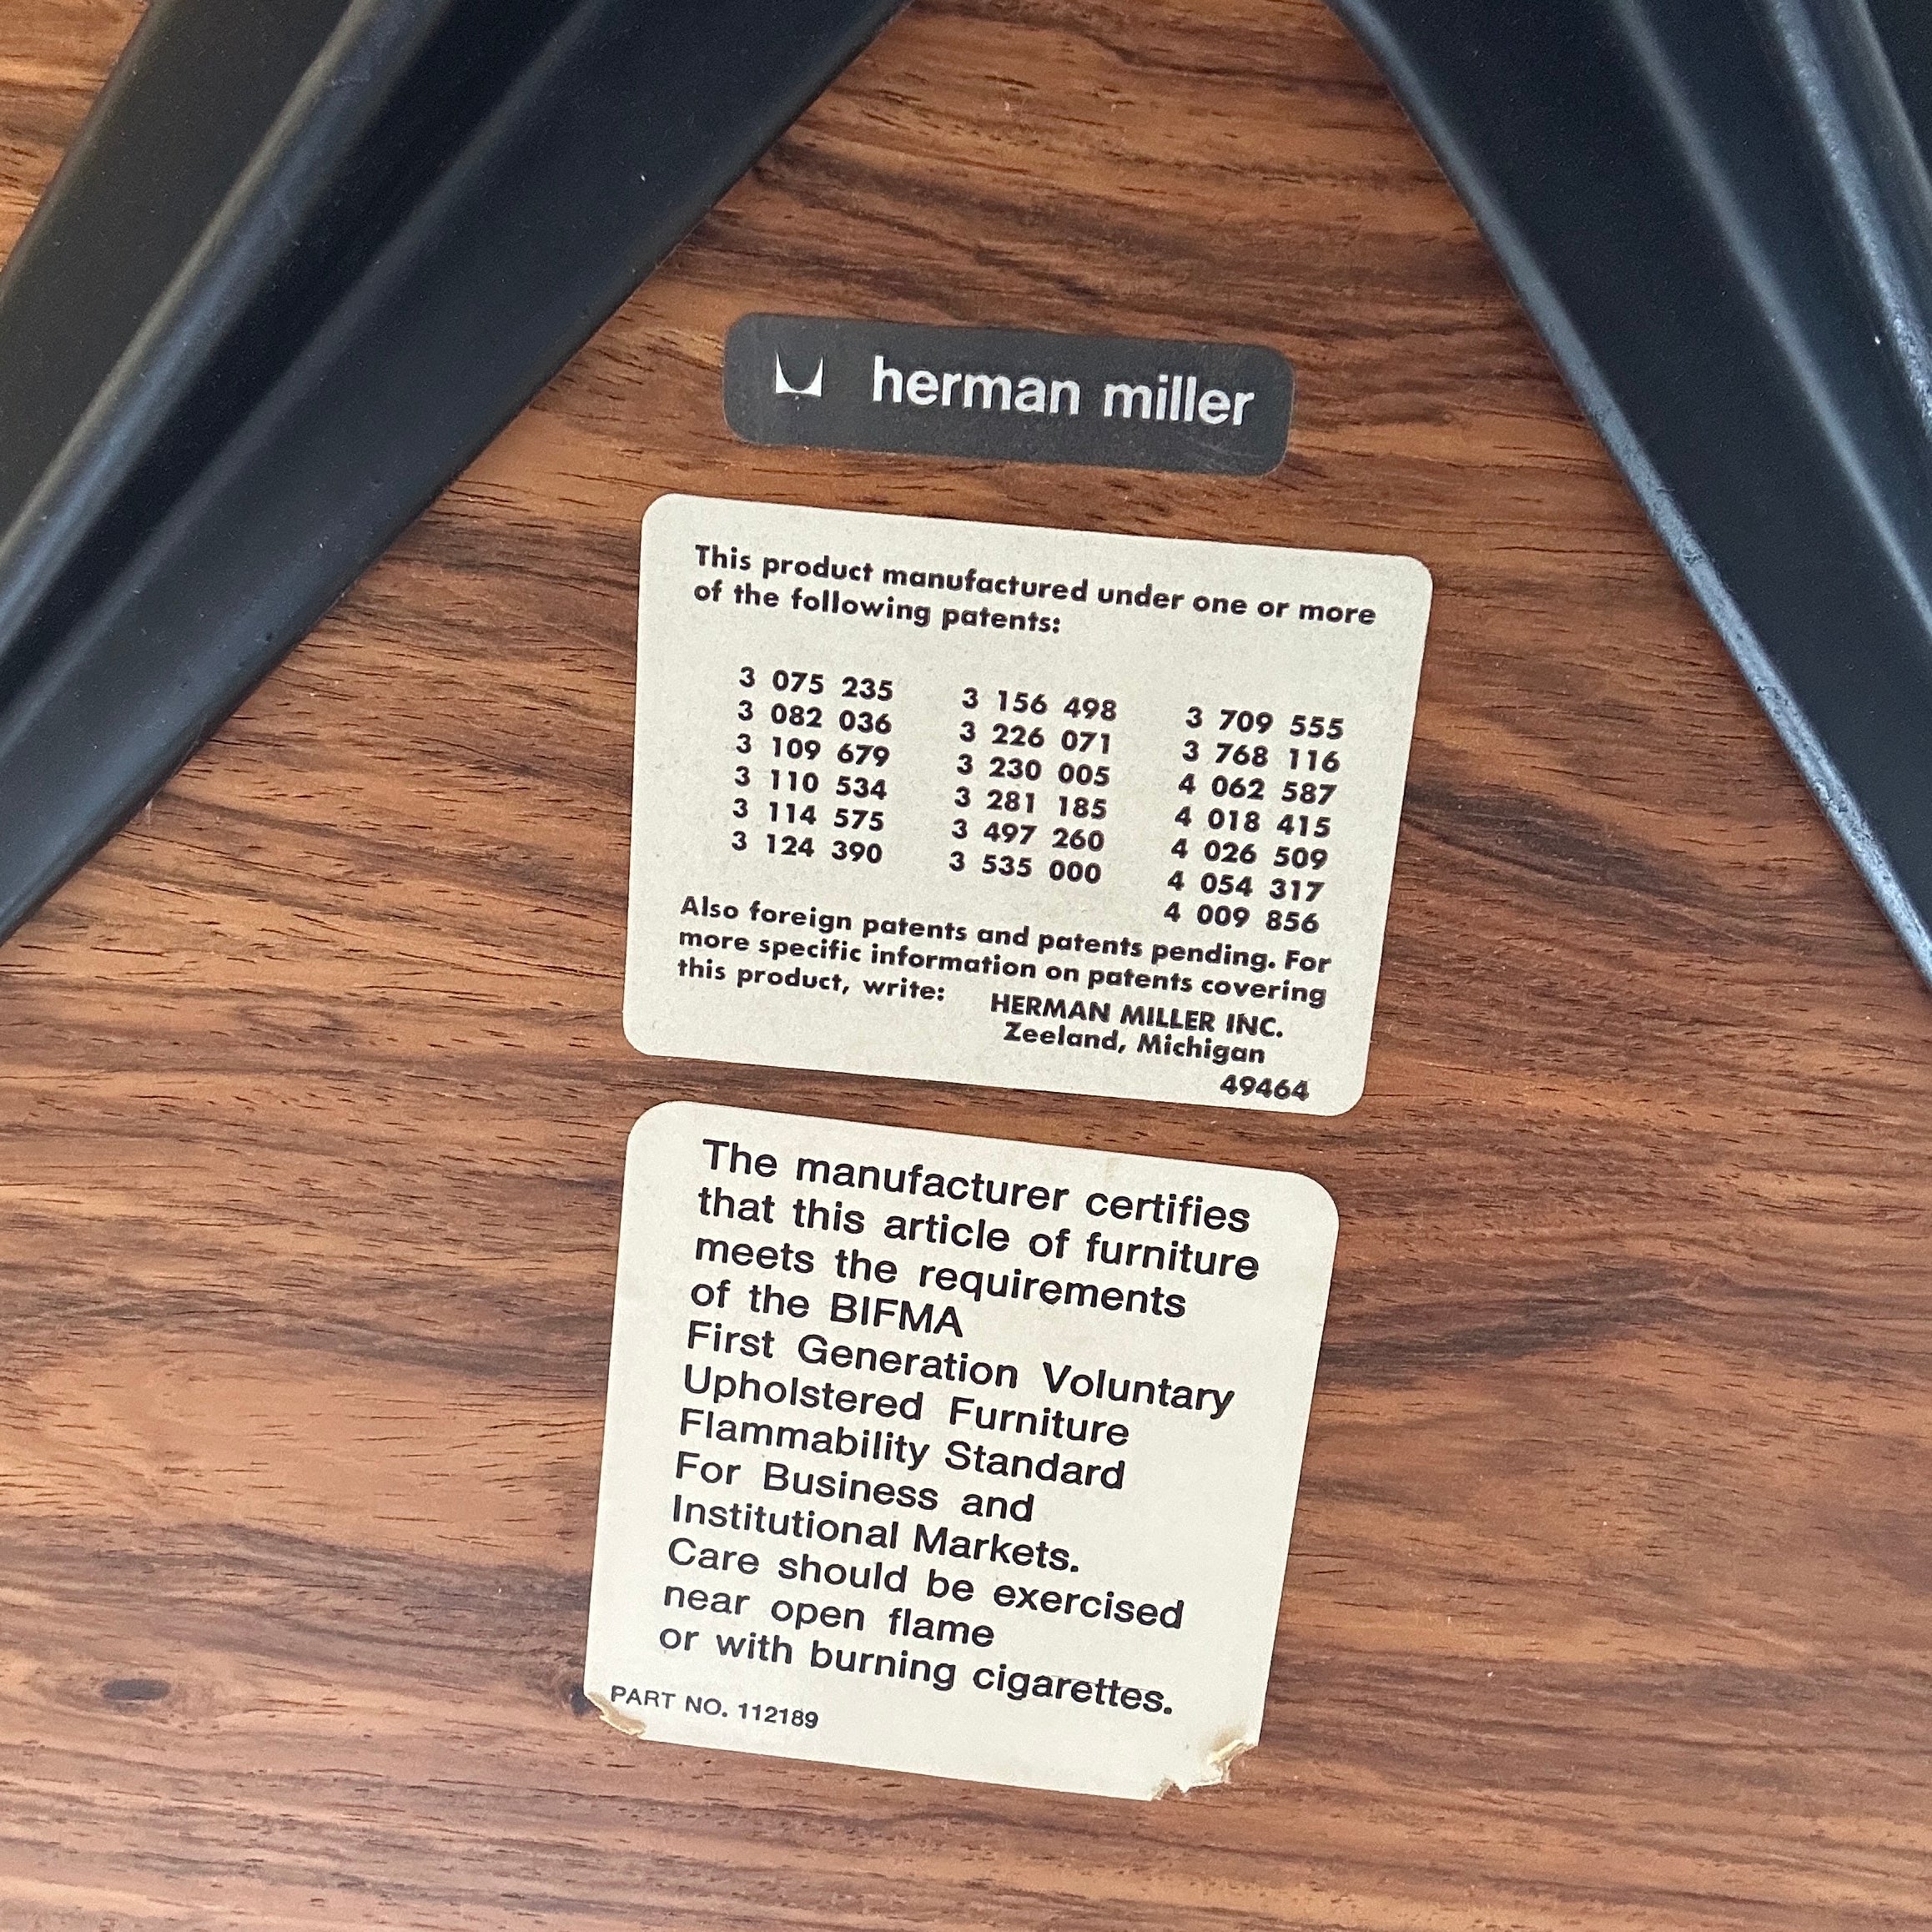 herman miller
This product manufactured under one or more
of the following patents:
3 075 235 3 156 498 3 709 555
3 082 036 3 226 071 3 768 116
3 109 679 3 230 005 4 062 587
3 110 534 3 281 185 4 018 415
3 114 575 3 497 260 4 026 509
3 124 390 3 535 000 4 054 317
4 009 856
Also foreign patents and patents pending. For
more specific information on patents covering
this product, write: HERMAN MILLER INC.
Zeeland, Michigan
49464
The manufacturer certifies
that this article of furniture
meets the requirements
of the BIFMA
First Generation Voluntary
Upholstered Furniture
Flammability Standard
For Business and
Institutional Markets.
Care should be exercised
near open flame
or with burning cigarettes.
PART NO. 112189